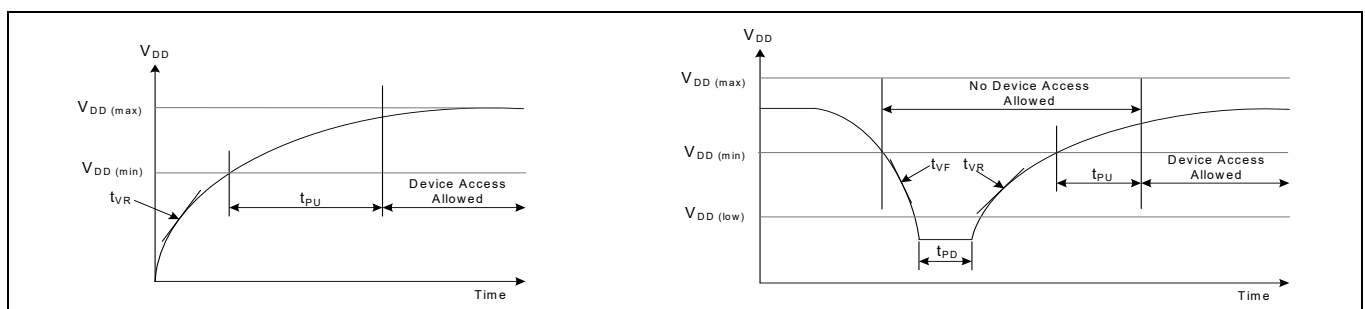 VDD
VDD (max)
VDD (min)
tVR
tPU
Device Access
Allowed
Time
VDD
VDD (max)
No Device Access
Allowed
VDD (min)
tVF
tVR
tPU
Device Access
Allowed
VDD (low)
tPD
Time